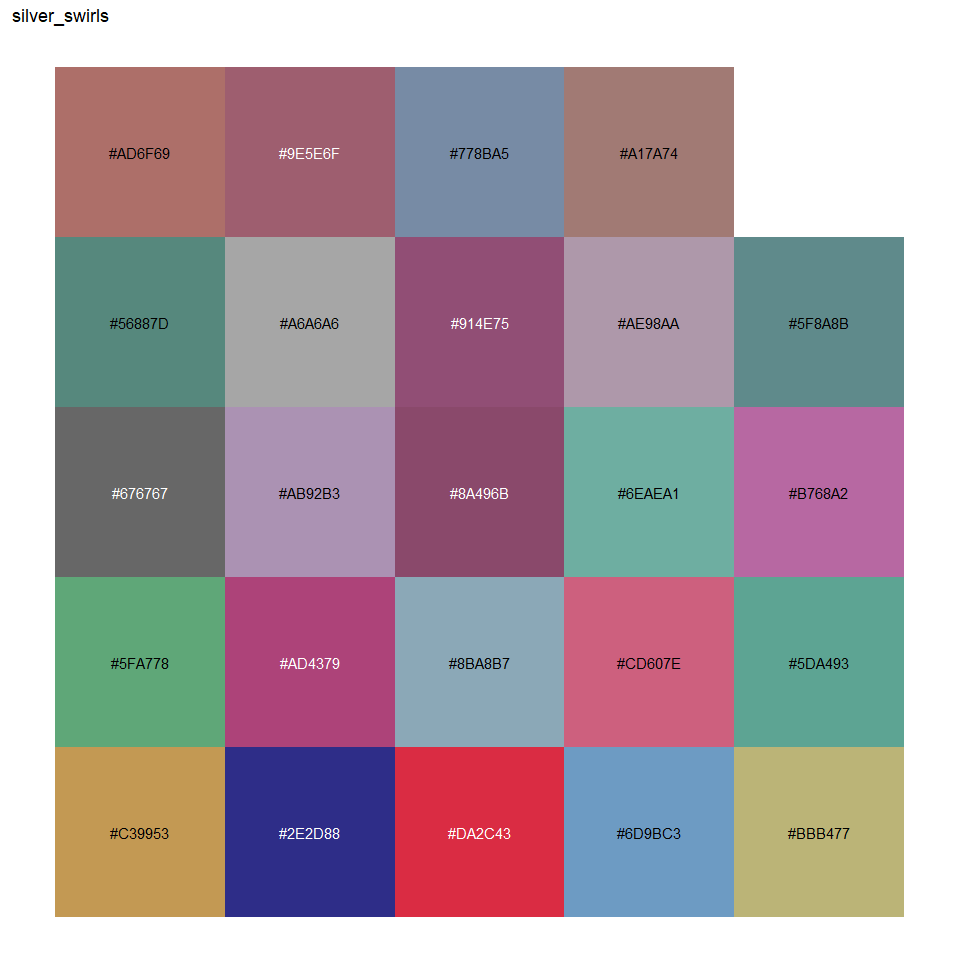 silver_swirls
#AD6F69 #9E5E6F #778BA5 #A17A74
#56887D #A6A6A6 #914E75 #AE98AA #5F8A8B
#676767 #AB92B3 #8A496B #6EAEA1 #B768A2
#5FA778 #AD4379 #8BA8B7 #CD607E #5DA493
#C39953 #2E2D88 #DA2C43 #6D9BC3 #BBB477